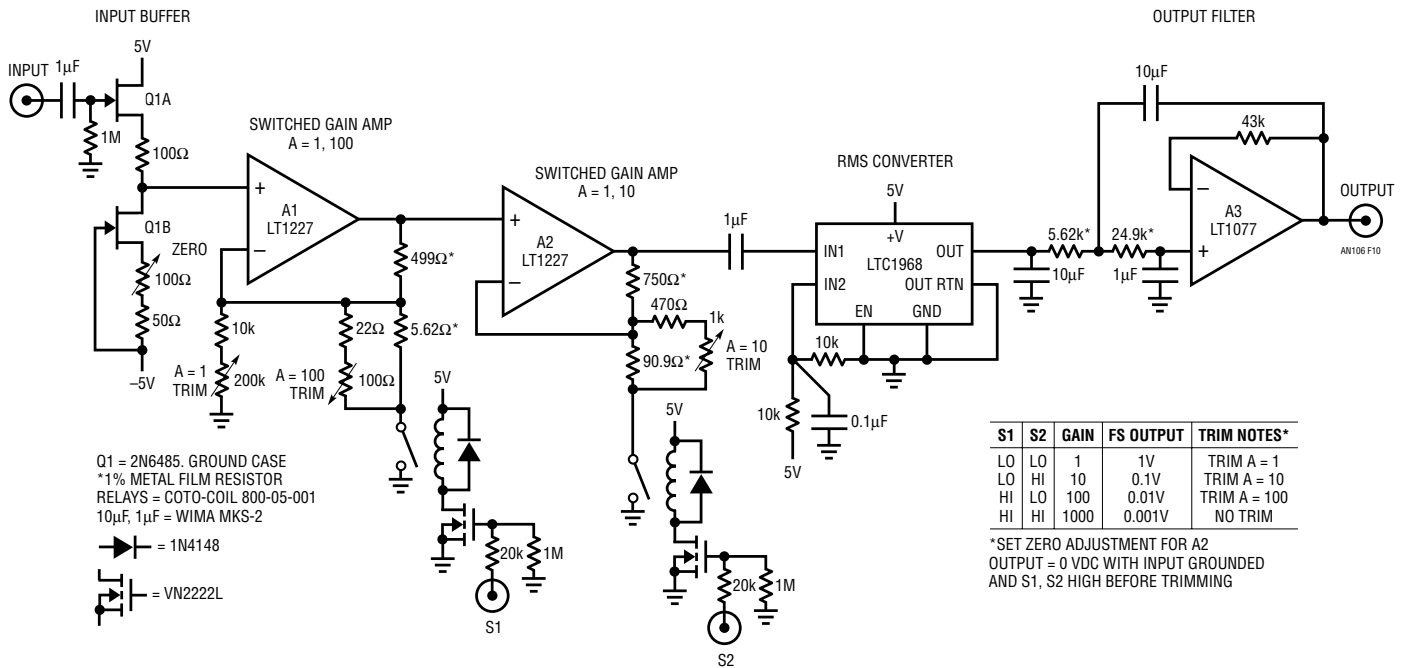 INPUT BUFFER
OUTPUT FILTER
5V
INPUT
1µF
Q1A
1M
100Ω
SWITCHED GAIN AMP
A = 1, 100
+
–
A1
LT1227
Q1B
ZERO
100Ω
50Ω
–5V
499Ω*
10k
22Ω
5.62Ω*
A = 1
TRIM
200k
A = 100
TRIM
100Ω
5V
20k
1M
S1
SWITCHED GAIN AMP
A = 1, 10
+
–
A2
LT1227
750Ω*
470Ω
1k
90.9Ω*
A = 10
TRIM
5V
20k
1M
S2
1µF
RMS CONVERTER
5V
+V
IN1
LTC1968
OUT
IN2
OUT RTN
EN
GND
10k
10k
0.1µF
5V
10µF
43k
5.62k*
24.9k*
10µF
1µF
–
+
A3
LT1077
OUTPUT
AN106 F10
Q1 = 2N6485. GROUND CASE
*1% METAL FILM RESISTOR
RELAYS = COTO-COIL 800-05-001
10µF, 1µF = WIMA MKS-2
= 1N4148
= VN2222L
S1 S2 GAIN FS OUTPUT TRIM NOTES*
LO LO 1 1V TRIM A = 1
LO HI 10 0.1V TRIM A = 10
HI LO 100 0.01V TRIM A = 100
HI HI 1000 0.001V NO TRIM
*SET ZERO ADJUSTMENT FOR A2
OUTPUT = 0 VDC WITH INPUT GROUNDED
AND S1, S2 HIGH BEFORE TRIMMING